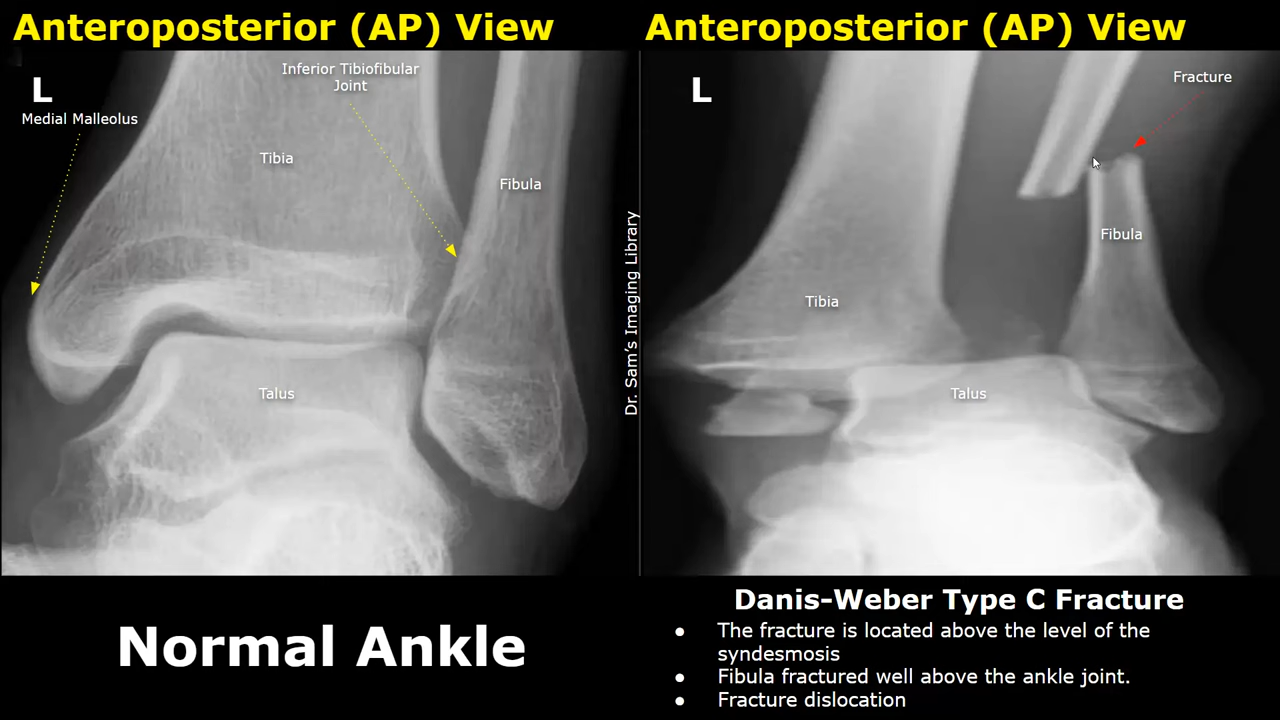 Anteroposterior (AP) View
L
Medial Malleolus
Inferior Tibiofibular
Joint
Tibia
Fibula
Talus
Normal Ankle
Dr. Sam's Imaging Library
Anteroposterior (AP) View
L
Fracture
Fibula
Tibia
Talus
Danis-Weber Type C Fracture
● The fracture is located above the level of the
syndesmosis
● Fibula fractured well above the ankle joint.
● Fracture dislocation